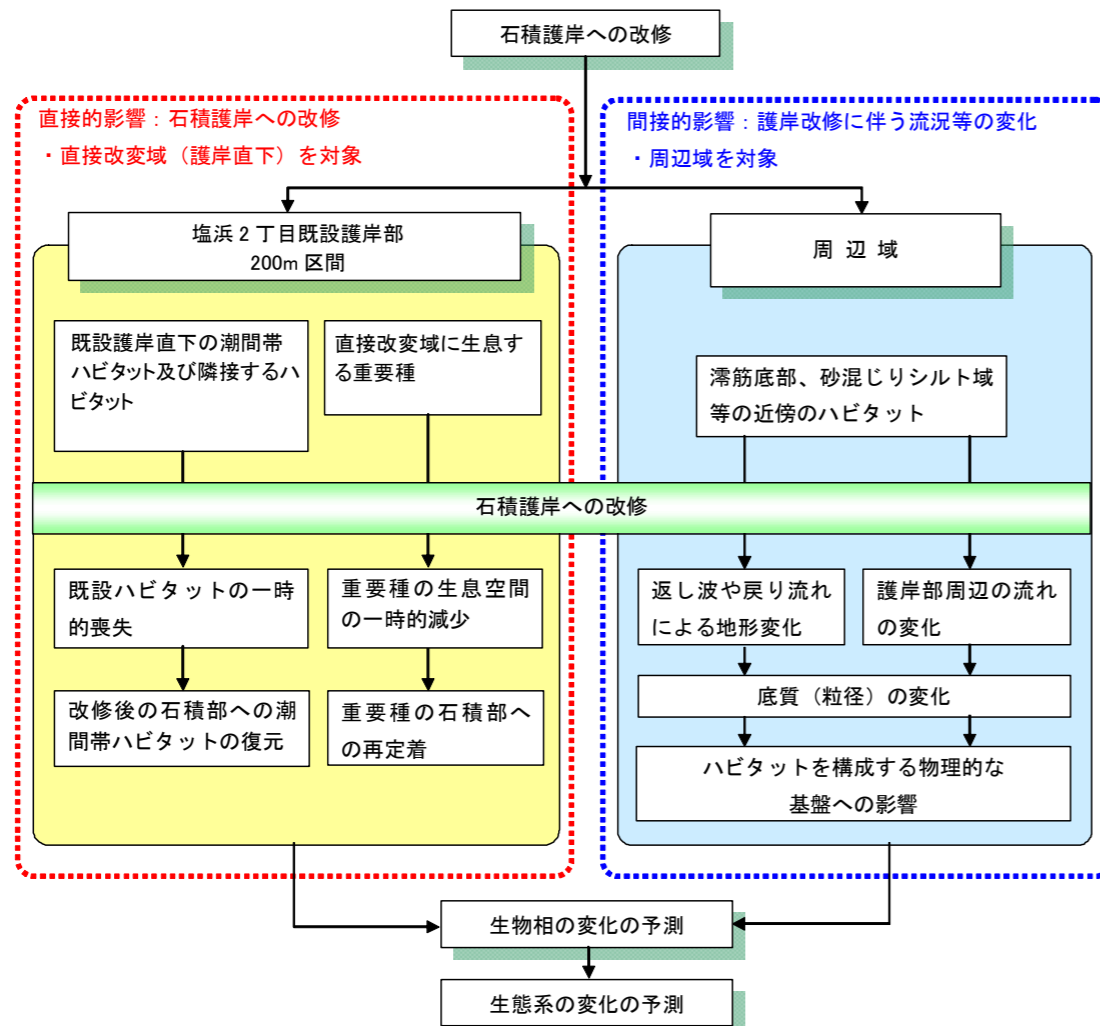 石積護岸への改修
直接的影響：石積護岸への改修
・直接改変域（護岸直下）を対象
間接的影響：護岸改修に伴う流況等の変化
・周辺域を対象
塩浜２丁目既設護岸部
200m 区間
周 辺 域
既設護岸直下の潮間帯
ハビタット及び隣接するハ
ビタット
直接改変域に生息す
る重要種
澪筋底部、砂混じりシルト域
等の近傍のハビタット
石積護岸への改修
既設ハビタットの一時
的喪失
重要種の生息空間
の一時的減少
返し波や戻り流れ
による地形変化
護岸部周辺の流れ
の変化
改修後の石積部への潮
間帯ハビタットの復元
重要種の石積部へ
の再定着
底質（粒径）の変化
ハビタットを構成する物理的な
基盤への影響
生物相の変化の予測
生態系の変化の予測